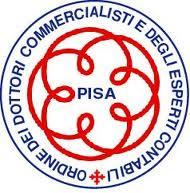 ORDINE DEI DOTTORI COMMERCIALISTI E DEGLI ESPERTI CONTABILI
PISA